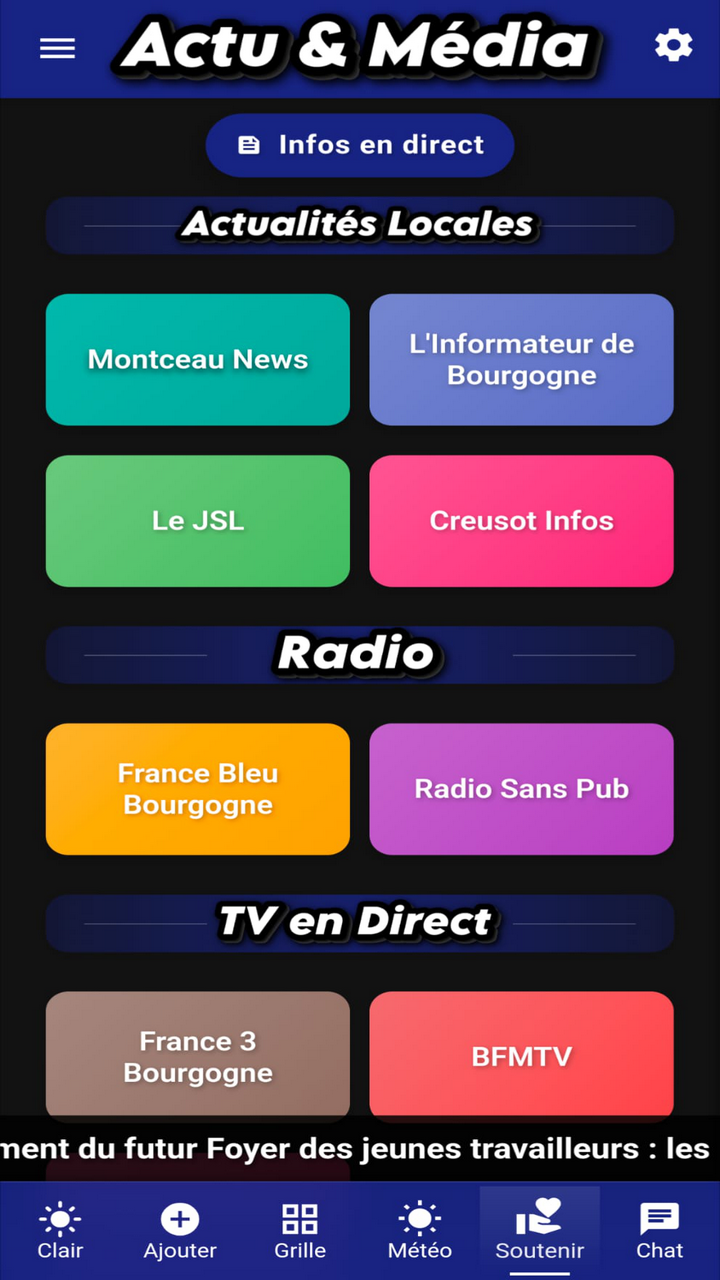 Actu & Média
Infos en direct
Actualités Locales
Montceau News
L'Informateur de
Bourgogne
Le JSL
Creusot Infos
Radio
France Bleu
Bourgogne
Radio Sans Pub
TV en Direct
France 3
Bourgogne
BFMTV
ment du futur Foyer des jeunes travailleurs : les
Clair
Ajouter
Grille
Météo
Soutenir
Chat